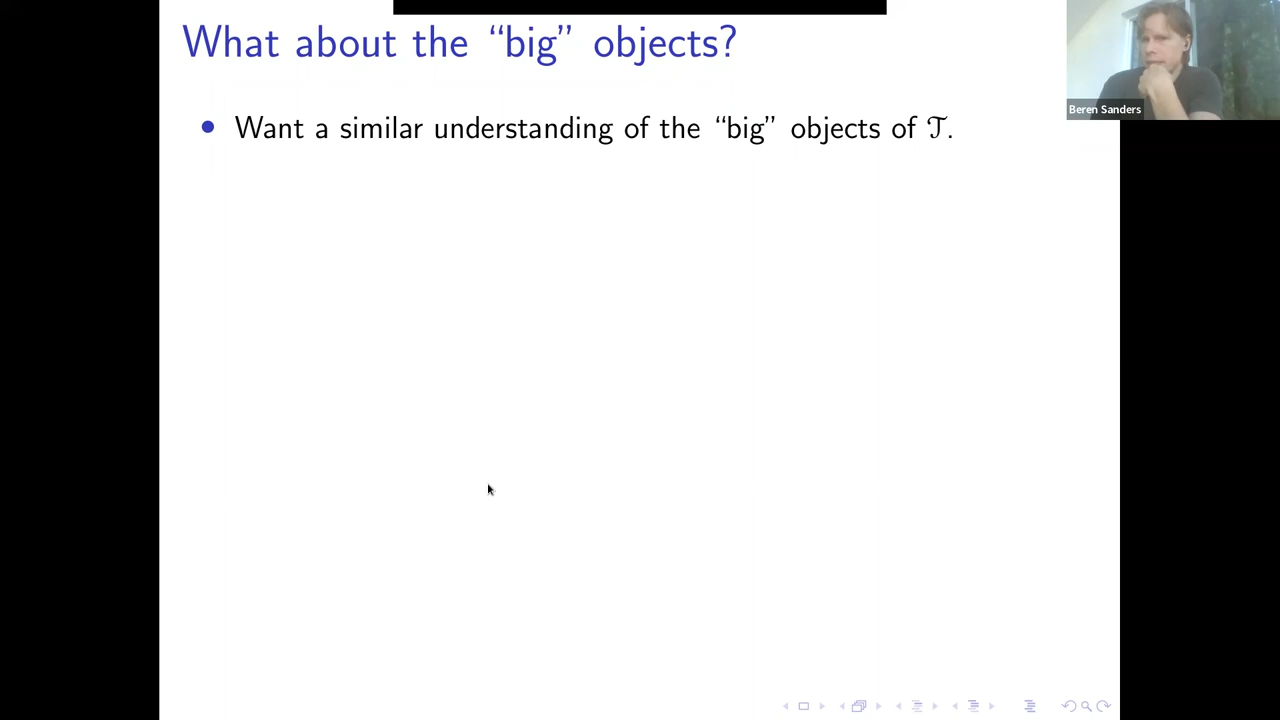 What about the “big” objects?
Beren Sanders
• Want a similar understanding of the “big” objects of 𝒯.